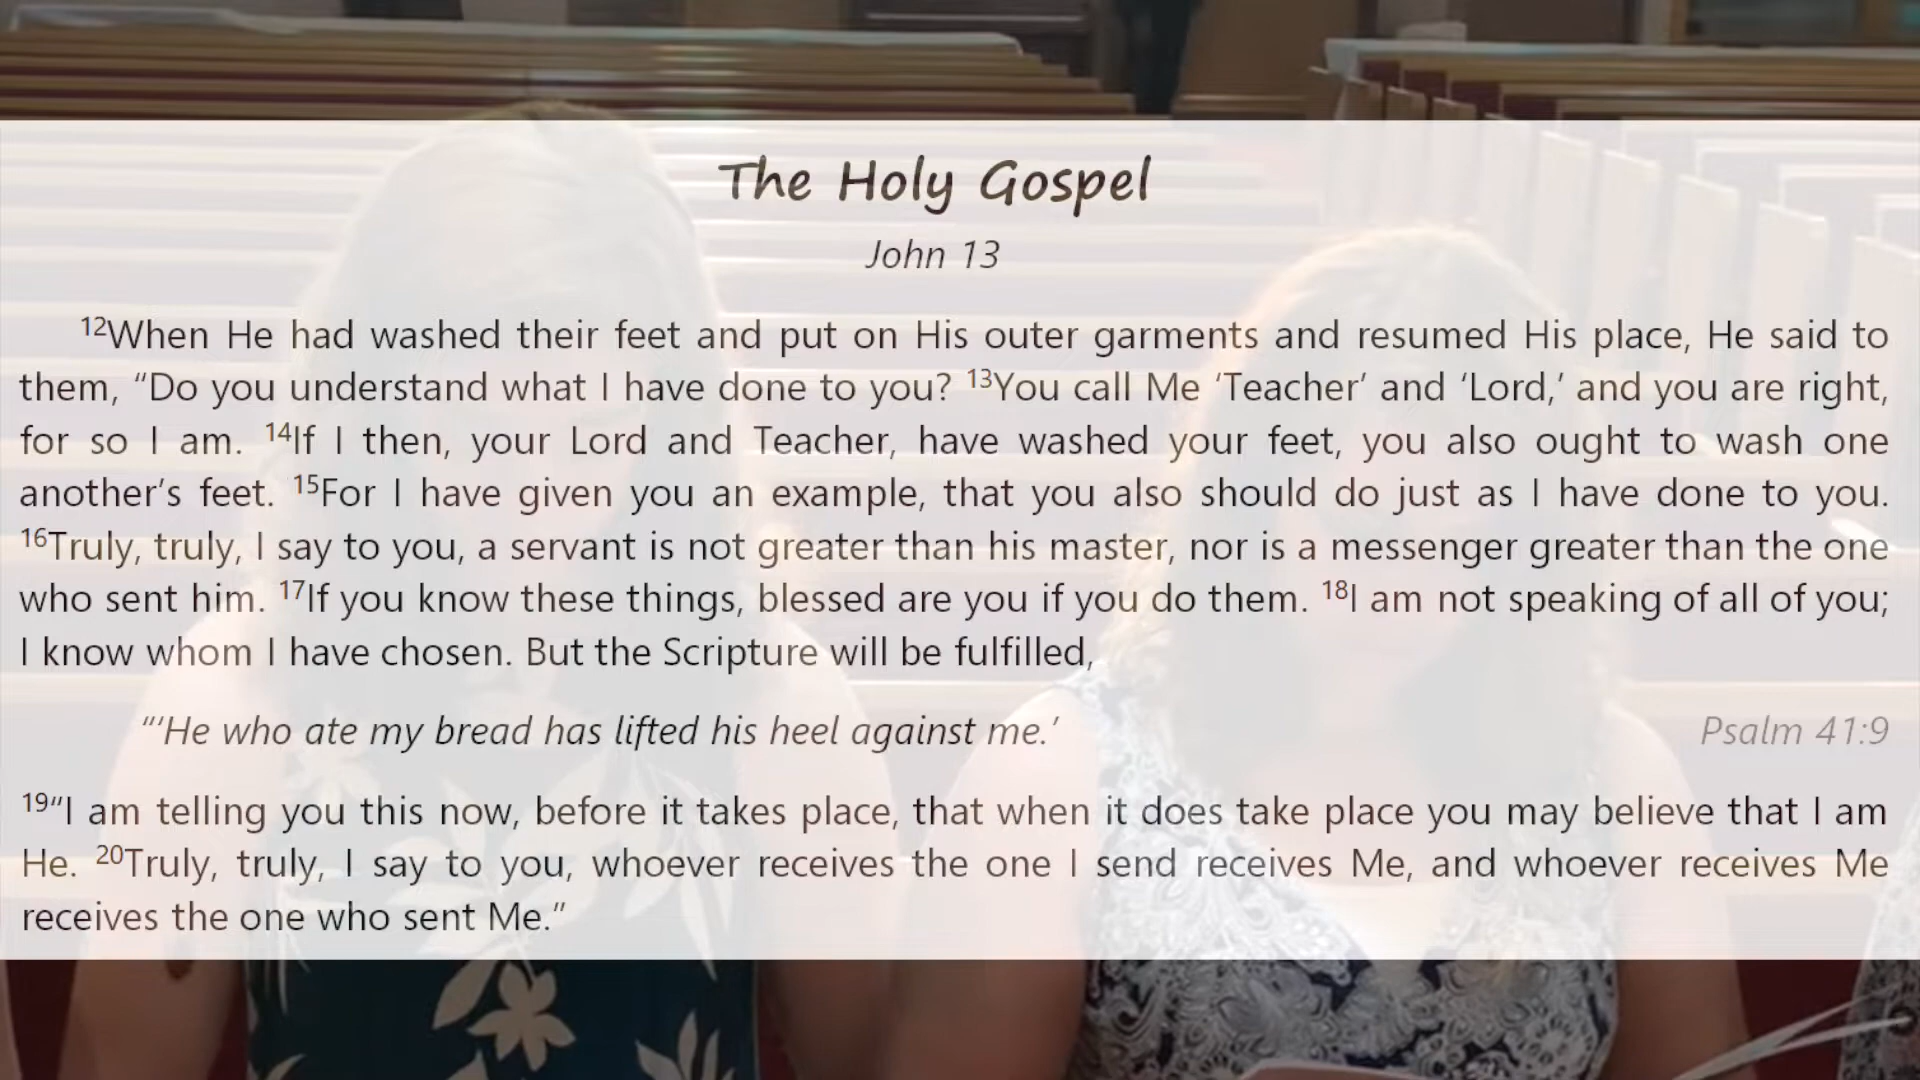 The Holy Gospel
John 13
¹²When He had washed their feet and put on His outer garments and resumed His place, He said to
them, “Do you understand what I have done to you? ¹³You call Me ‘Teacher’ and ‘Lord,’ and you are right,
for so I am. ¹⁴If I then, your Lord and Teacher, have washed your feet, you also ought to wash one
another’s feet. ¹⁵For I have given you an example, that you also should do just as I have done to you.
¹⁶Truly, truly, I say to you, a servant is not greater than his master, nor is a messenger greater than the one
who sent him. ¹⁷If you know these things, blessed are you if you do them. ¹⁸I am not speaking of all of you;
I know whom I have chosen. But the Scripture will be fulfilled,
“‘He who ate my bread has lifted his heel against me.’ Psalm 41:9
¹⁹“I am telling you this now, before it takes place, that when it does take place you may believe that I am
He. ²⁰Truly, truly, I say to you, whoever receives the one I send receives Me, and whoever receives Me
receives the one who sent Me.”